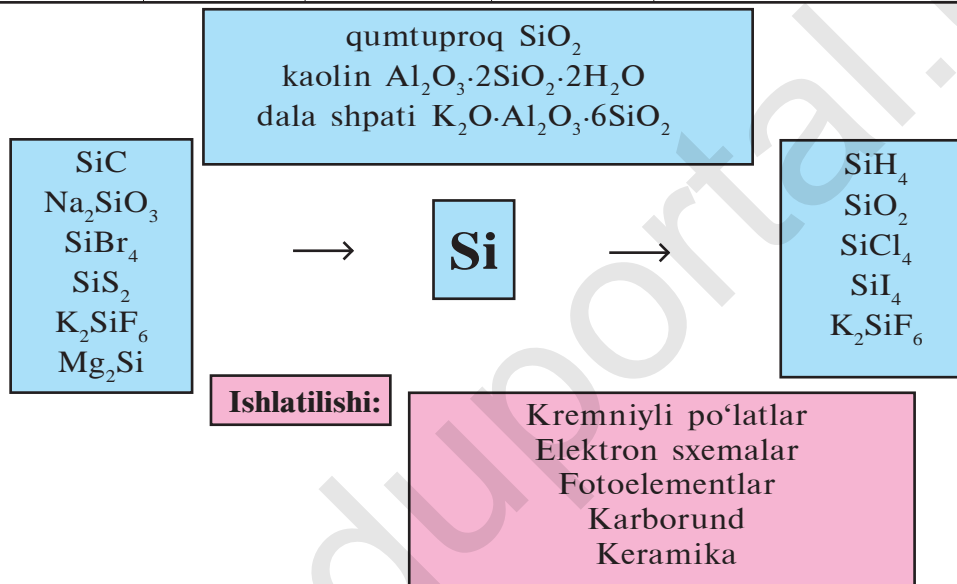 qumtuproq SiO₂
kaolin Al₂O₃·2SiO₂·2H₂O
dala shpati K₂O·Al₂O₃·6SiO₂
SiC
Na₂SiO₃
SiBr₄
SiS₂
K₂SiF₆
Mg₂Si
→
Si
→
SiH₄
SiO₂
SiCl₄
SiI₄
K₂SiF₆
Ishlatilishi:
Kremniyli po‘latlar
Elektron sxemalar
Fotoelementlar
Karborund
Keramika
duportal.